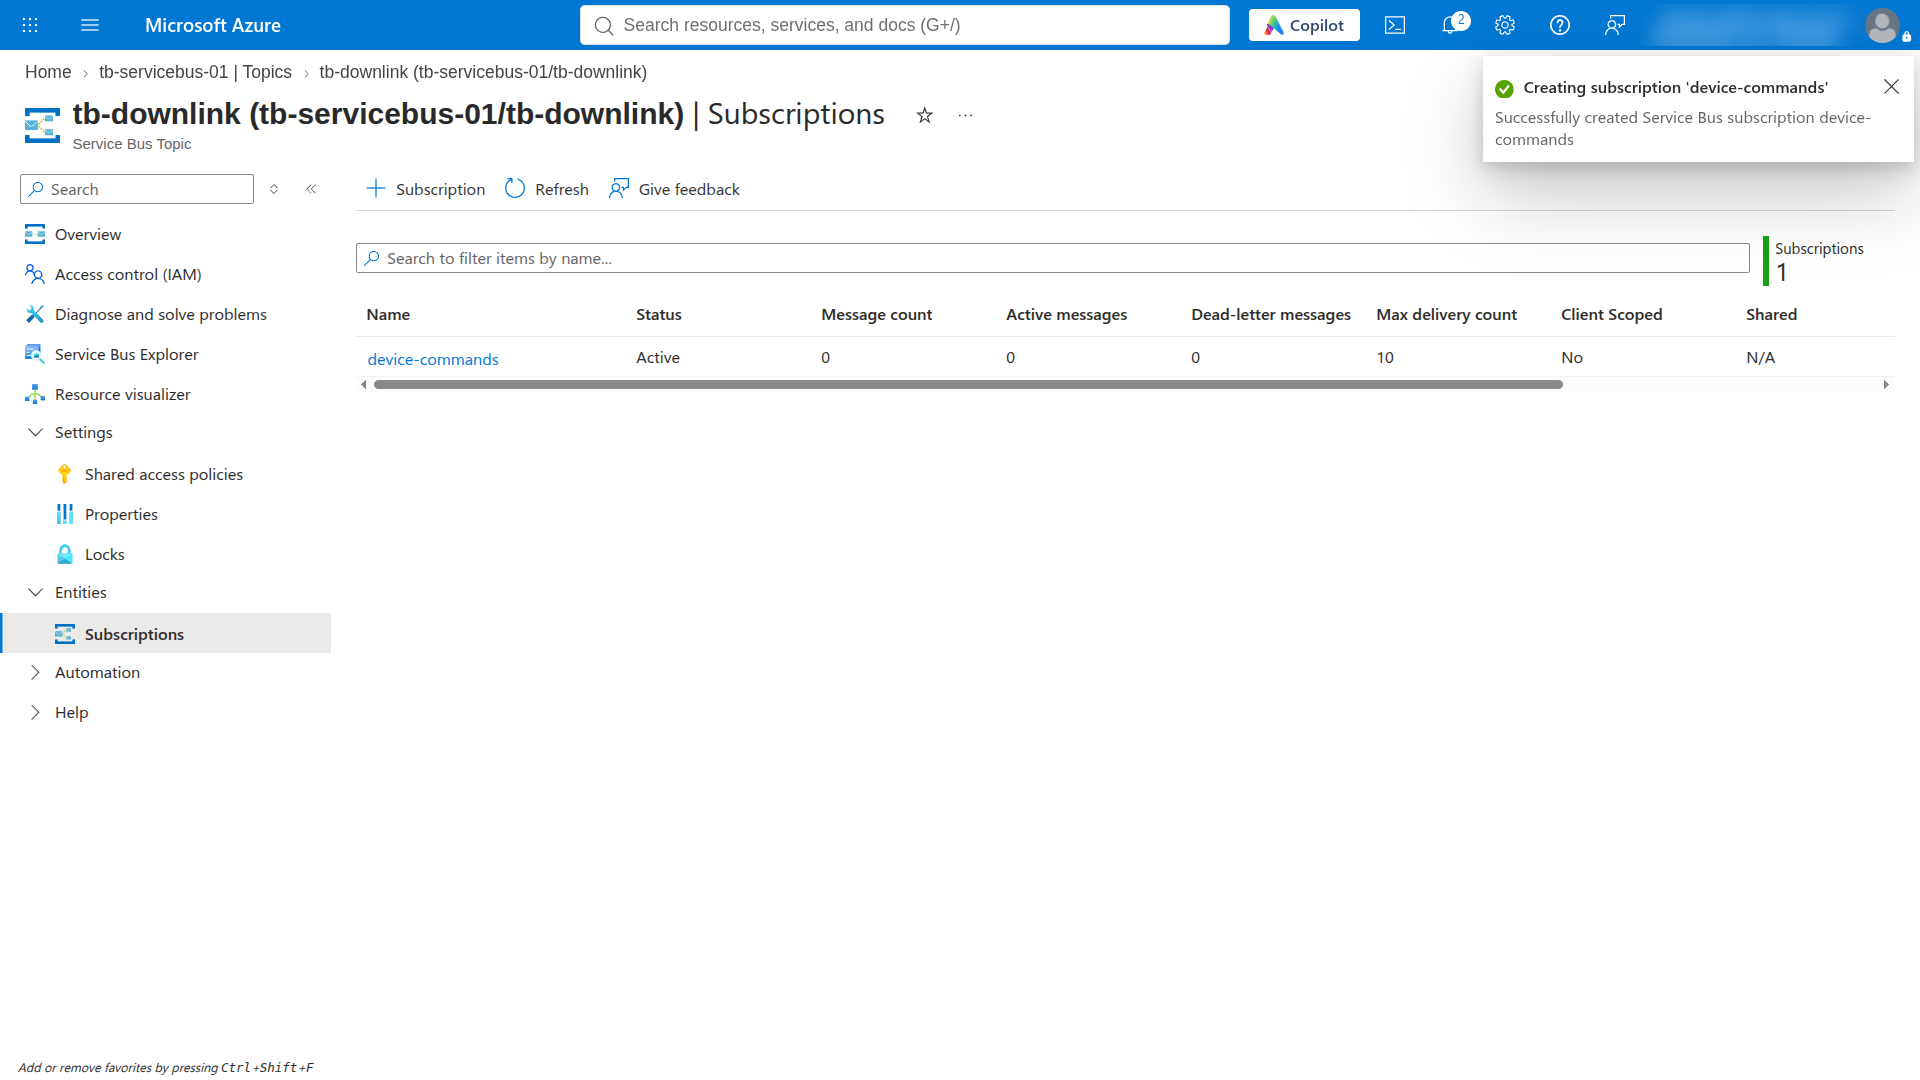 Microsoft Azure
Search resources, services, and docs (G+/)
Copilot
2
Home
tb-servicebus-01 | Topics
tb-downlink (tb-servicebus-01/tb-downlink)
tb-downlink (tb-servicebus-01/tb-downlink) | Subscriptions
Service Bus Topic
Creating subscription 'device-commands'
Successfully created Service Bus subscription device-
commands
Search
Overview
Access control (IAM)
Diagnose and solve problems
Service Bus Explorer
Resource visualizer
Settings
Shared access policies
Properties
Locks
Entities
Subscriptions
Automation
Help
Subscription
Refresh
Give feedback
Search to filter items by name...
Subscriptions
1
Name Status Message count Active messages Dead-letter messages Max delivery count Client Scoped Shared
device-commands Active 0 0 0 10 No N/A
Add or remove favorites by pressing Ctrl+Shift+F